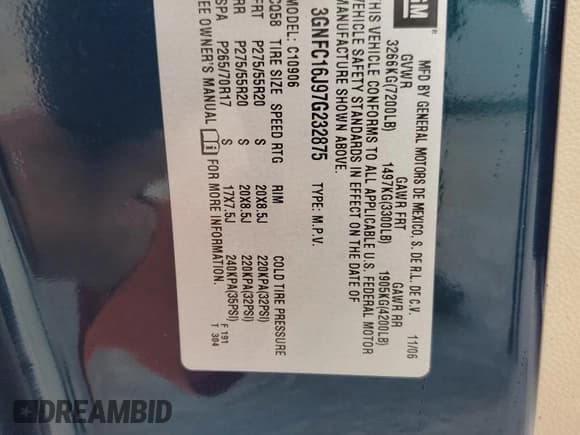 GM®
MFD BY GENERAL MOTORS DE MEXICO, S. DE R.L. DE C.V. 11/06
GVWR GAWR FRT GAWR RR
3266KG(7200LB) 1497KG(3300LB) 1905KG(4200LB)
THIS VEHICLE CONFORMS TO ALL APPLICABLE U.S. FEDERAL MOTOR
VEHICLE SAFETY STANDARDS IN EFFECT ON THE DATE OF
MANUFACTURE SHOWN ABOVE.
3GNFC16J97G232875 TYPE: M.P.V.
MODEL: C10906
TIRE SIZE SPEED RTG RIM COLD TIRE PRESSURE
FRT P275/55R20 S 20X8.5J 220KPA(32PSI)
RR P275/55R20 S 20X8.5J 220KPA(32PSI)
SPA P265/70R17 S 17X7.5J 240KPA(35PSI)
SEE OWNER'S MANUAL FOR MORE INFORMATION.
F 191
T 304
DREAMBID